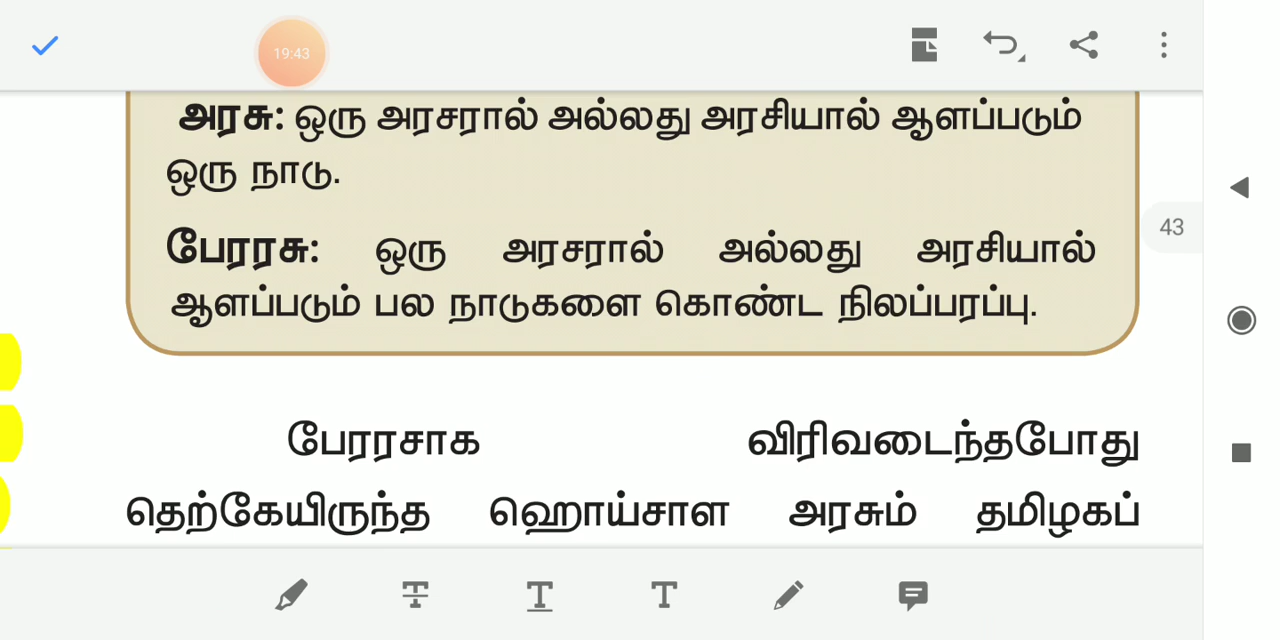 19:43
அரசு: ஒரு அரசரால் அல்லது அரசியால் ஆளப்படும்
ஒரு நாடு.
பேரரசு: ஒரு அரசரால் அல்லது அரசியால்
ஆளப்படும் பல நாடுகளை கொண்ட நிலப்பரப்பு.
43
பேரரசாக விரிவடைந்தபோது
தெற்கேயிருந்த ஹொய்சாள அரசும் தமிழகப்